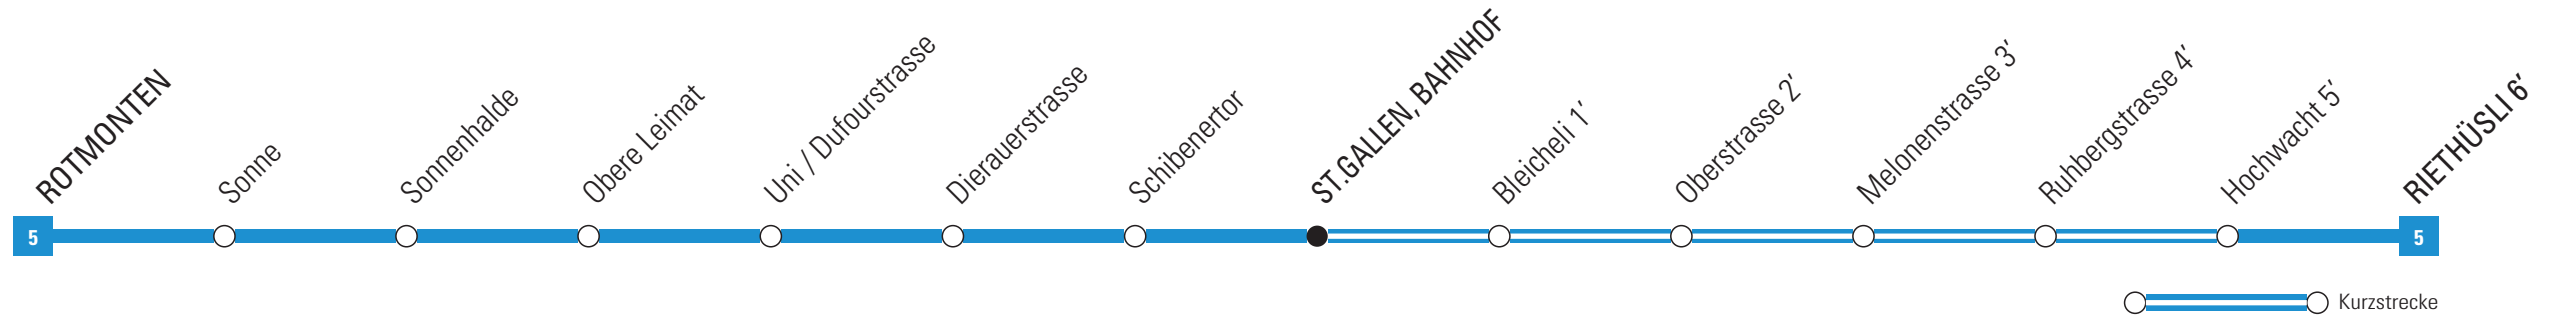 ROTMONTEN
Sonne
Sonnenhalde
Obere Leimat
Uni / Dufourstrasse
Dierauerstrasse
Schibenertor
ST.GALLEN, BAHNHOF
Bleicheli 1′
Oberstrasse 2′
Melonenstrasse 3′
Ruhbergstrasse 4′
Hochwacht 5′
RIETHÜSLI 6′
5
5
Kurzstrecke